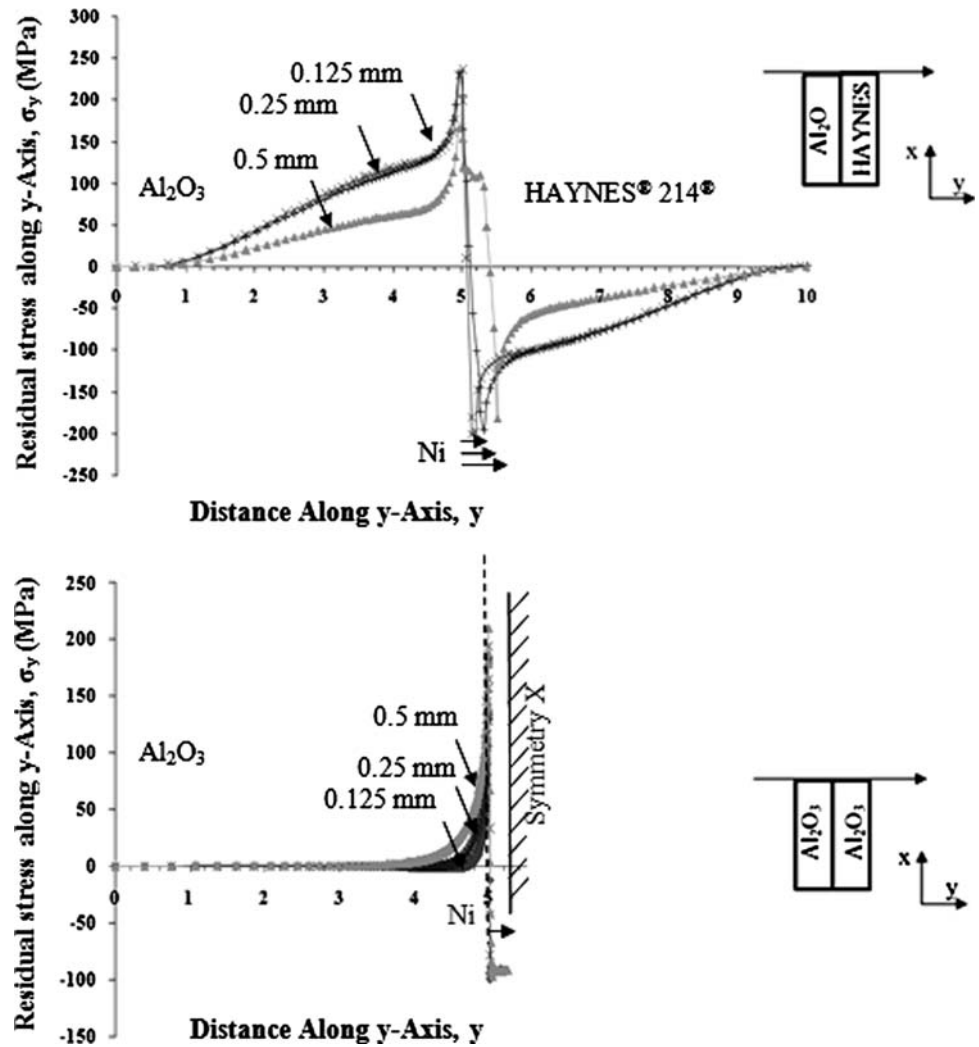 Residual stress along y-Axis, σy (MPa)
300
250
200
150
100
50
0
-50
-100
-150
-200
-250
0 1 2 3 4 5 6 7 8 9 10
0.125 mm
0.25 mm
0.5 mm
Al2O3
HAYNES® 214®
Ni
Distance Along y-Axis, y
Al2O
HAYNES
x
y
Residual stress along y-Axis, σy (MPa)
250
200
150
100
50
0
-50
-100
-150
0 1 2 3 4 5
Al2O3
0.5 mm
0.25 mm
0.125 mm
Ni
Symmetry X
Distance Along y-Axis, y
Al2O3
Al2O3
x
y